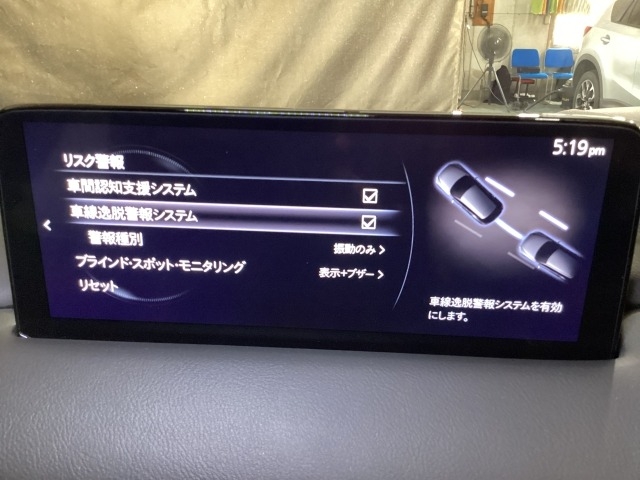 5:19pm
リスク警報
車間認知支援システム
車線逸脱警報システム
警報種別 振動のみ
ブラインド・スポット・モニタリング 表示+ブザー
リセット
車線逸脱警報システムを有効
にします。